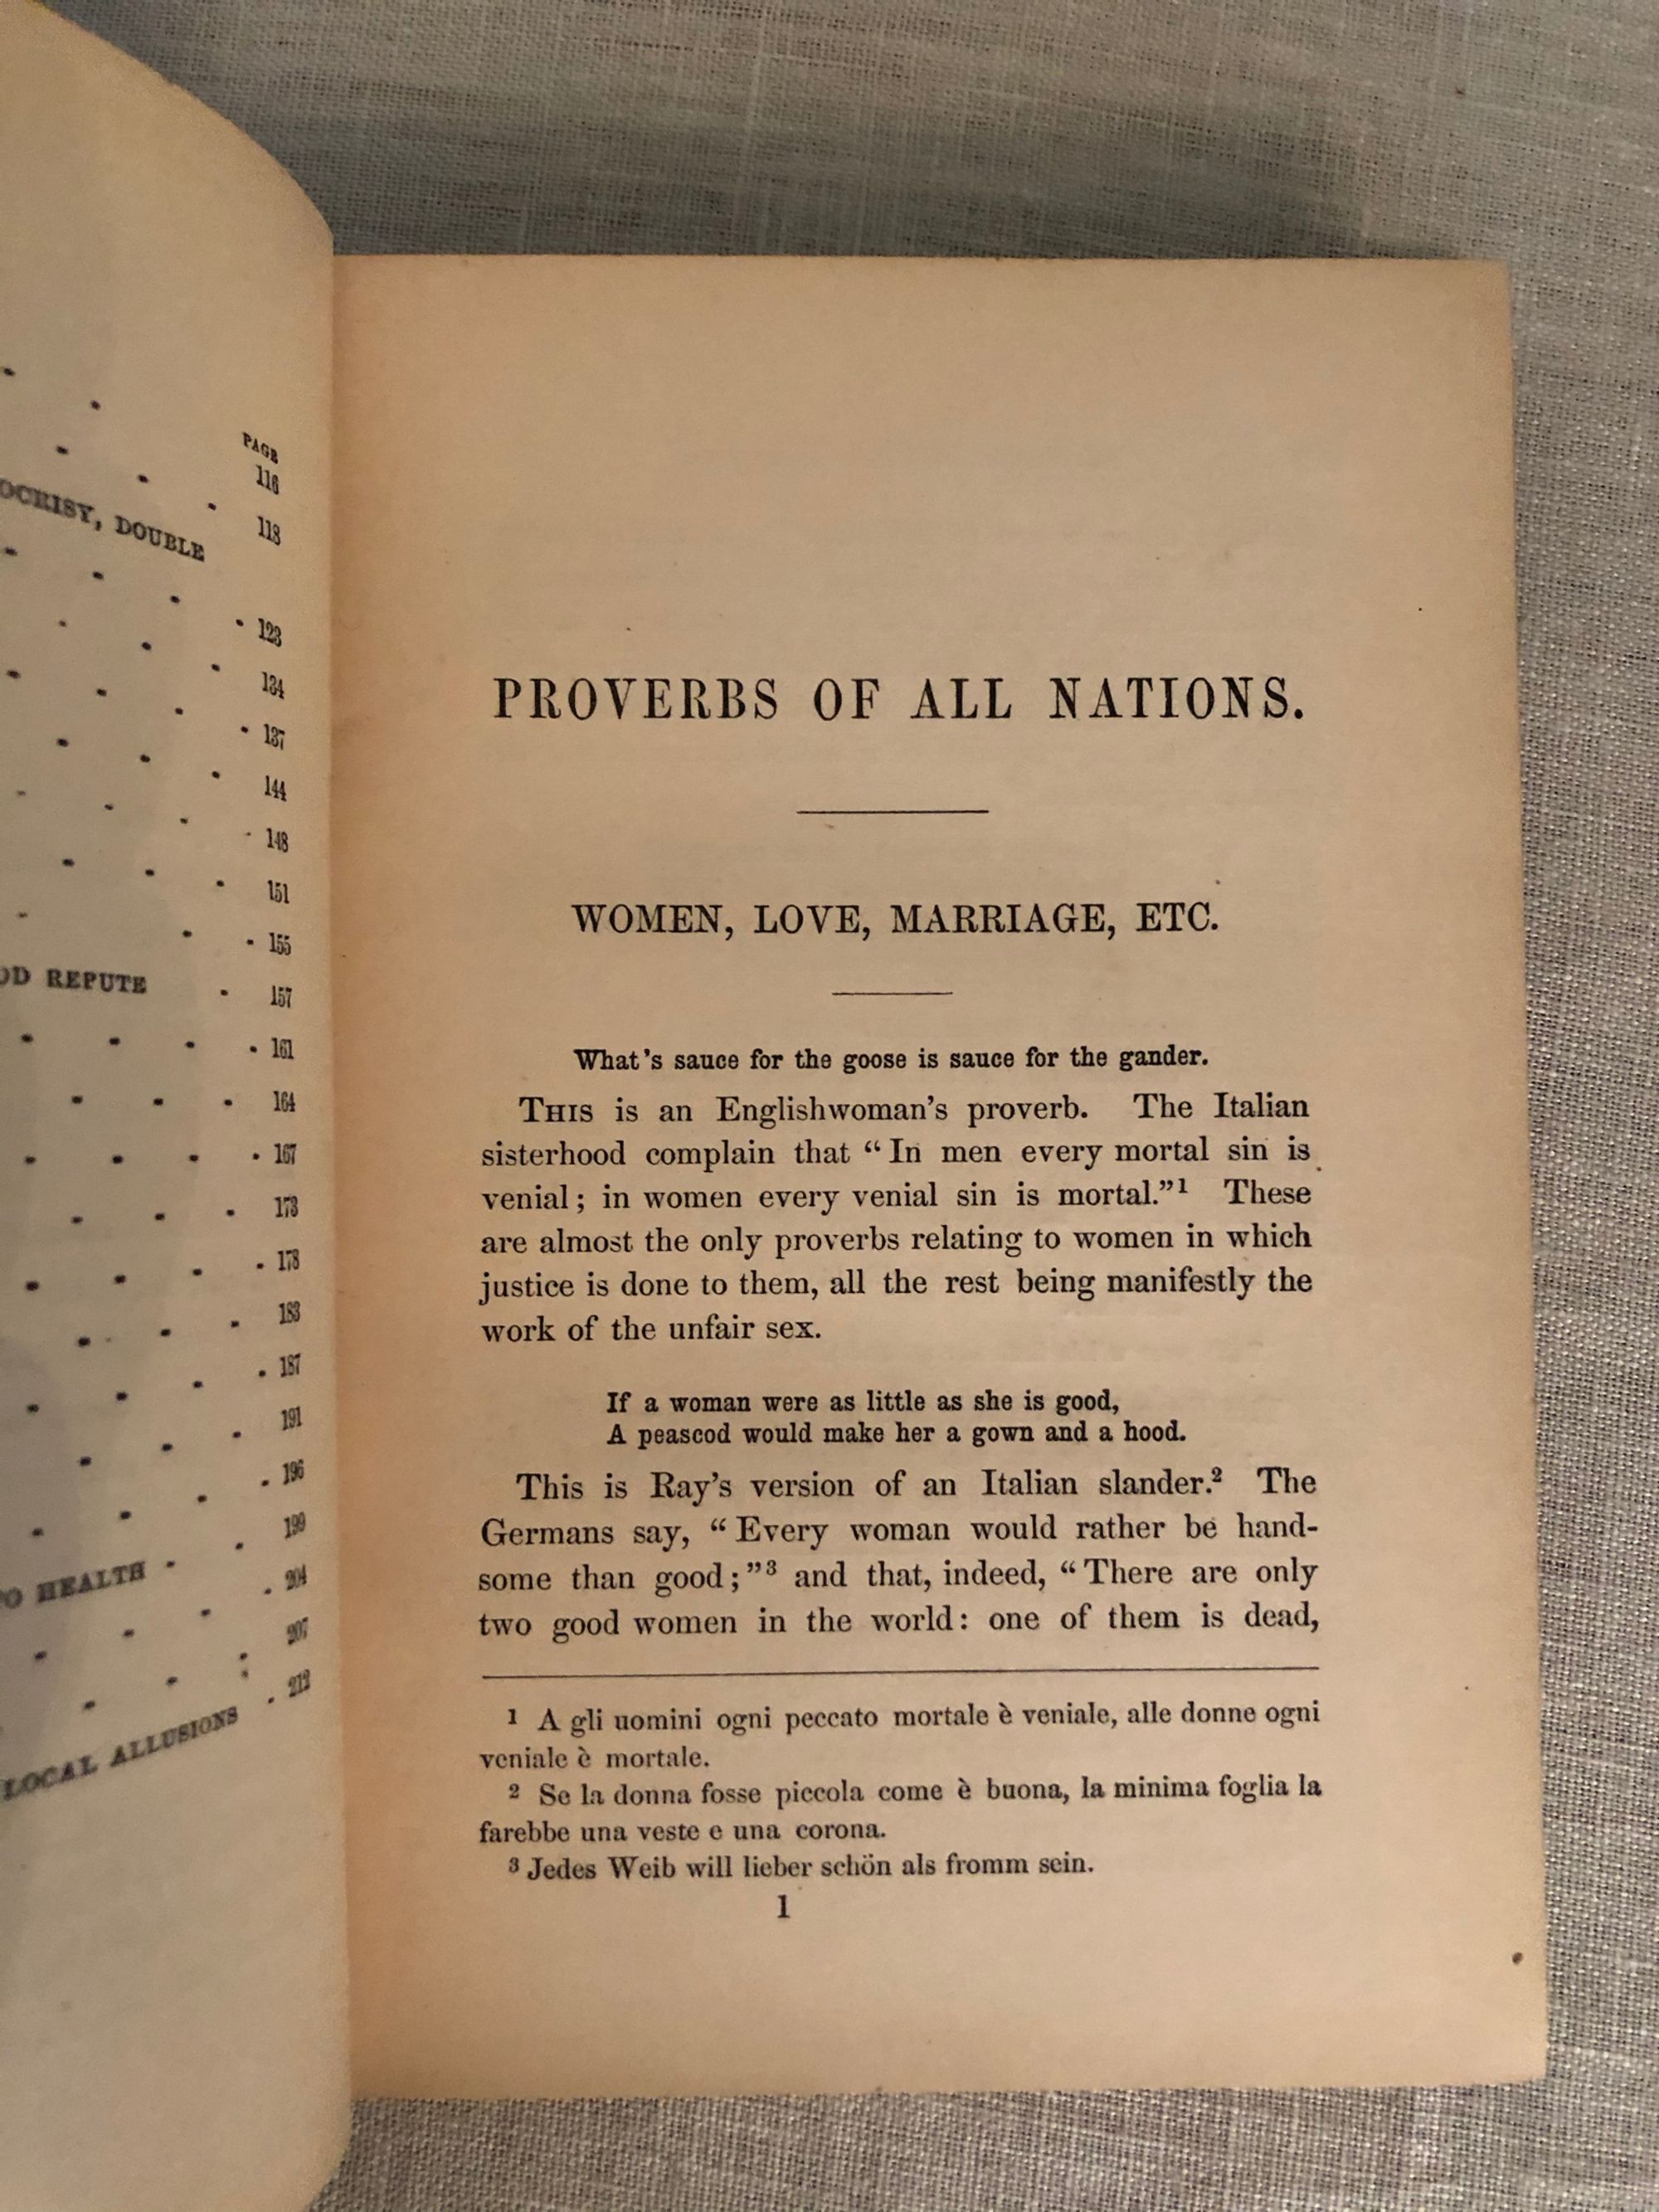 PAGE
116
118
DOUBLE
123
134
137
144
148
151
155
REPUTE
157
161
164
167
173
178
183
187
191
196
199
HEALTH
204
207
LOCAL ALLUSIONS
213
PROVERBS OF ALL NATIONS.
WOMEN, LOVE, MARRIAGE, ETC.
What's sauce for the goose is sauce for the gander.
THIS is an Englishwoman's proverb. The Italian
sisterhood complain that “In men every mortal sin is
venial; in women every venial sin is mortal.”¹ These
are almost the only proverbs relating to women in which
justice is done to them, all the rest being manifestly the
work of the unfair sex.
If a woman were as little as she is good,
A peascod would make her a gown and a hood.
This is Ray's version of an Italian slander.² The
Germans say, “Every woman would rather be hand-
some than good;”³ and that, indeed, “There are only
two good women in the world: one of them is dead,
¹ A gli uomini ogni peccato mortale è veniale, alle donne ogni
veniale è mortale.
² Se la donna fosse piccola come è buona, la minima foglia la
farebbe una veste e una corona.
³ Jedes Weib will lieber schön als fromm sein.
1